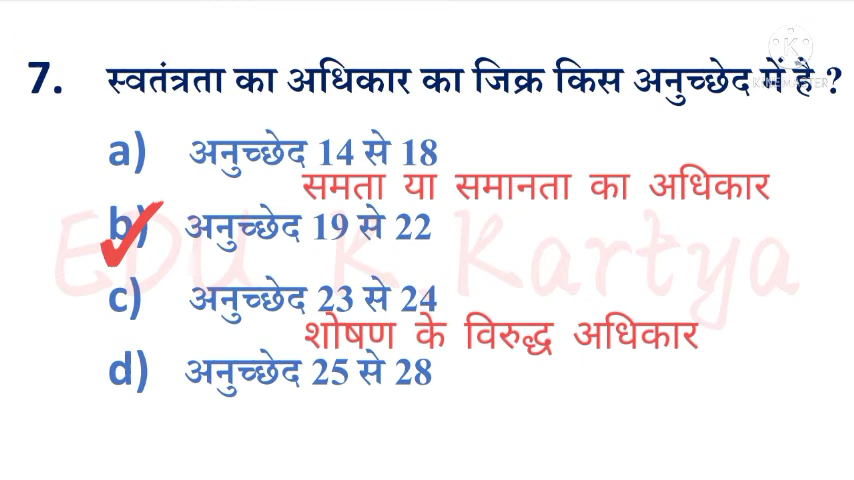 7. स्वतंत्रता का अधिकार का जिक्र किस अनुच्छेद में है ?
KINEMASTER
a) अनुच्छेद 14 से 18
समता या समानता का अधिकार
b) अनुच्छेद 19 से 22
EDU K Kartya
c) अनुच्छेद 23 से 24
शोषण के विरुद्ध अधिकार
d) अनुच्छेद 25 से 28